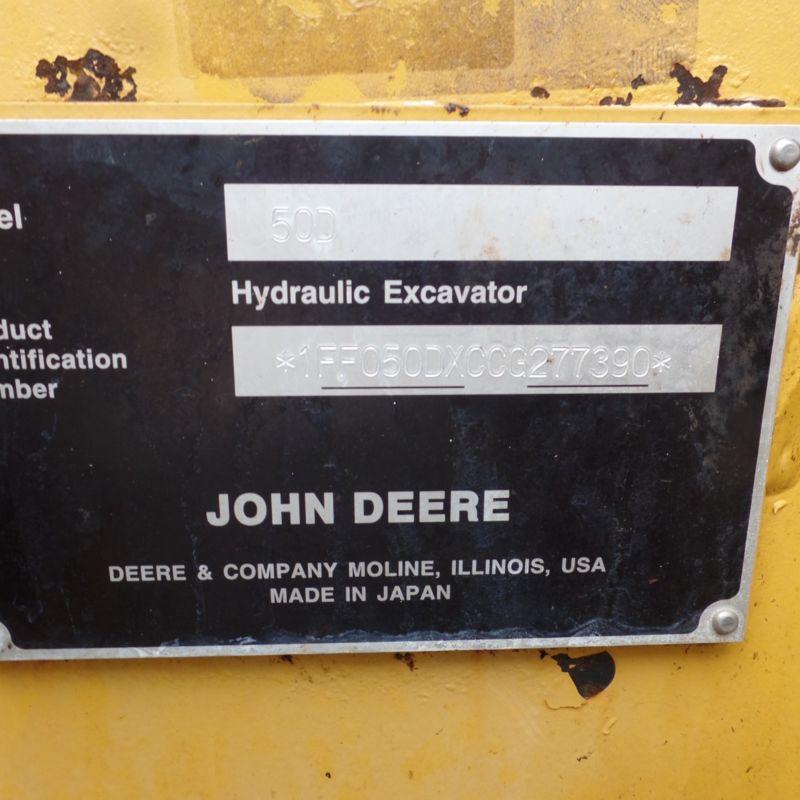 el
50D
Hydraulic Excavator
duct
ntification
mber
*1FF050DXCCG277390*
JOHN DEERE
DEERE & COMPANY MOLINE, ILLINOIS, USA
MADE IN JAPAN